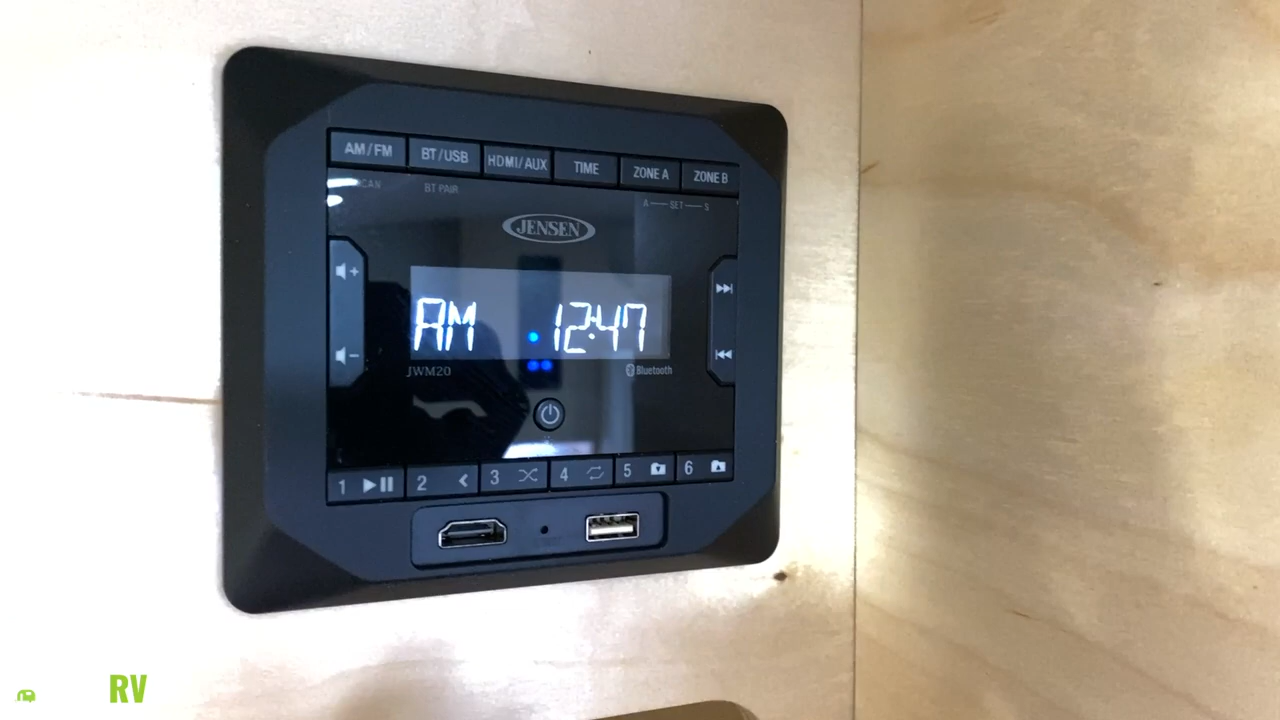 AM/FM BT/USB HDMI/AUX TIME ZONE A ZONE B
BT PAIR
A SET S
JENSEN
AM 12:47
JWM20 Bluetooth
1 2 3 4 5 6
RV